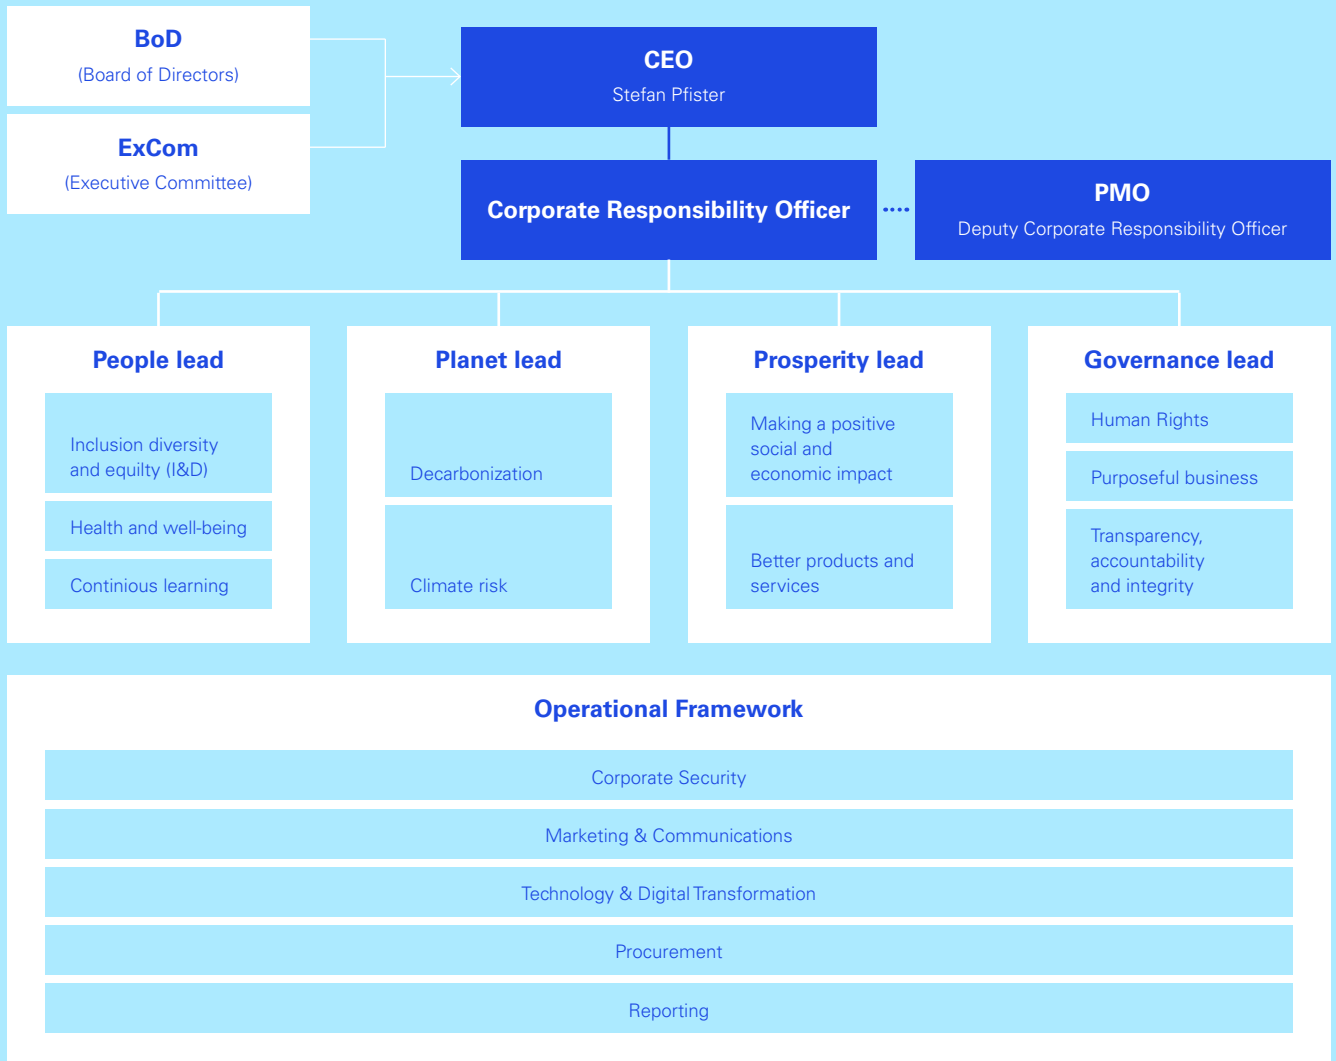 BoD
(Board of Directors)
ExCom
(Executive Committee)
CEO
Stefan Pfister
Corporate Responsibility Officer
PMO
Deputy Corporate Responsibility Officer
People lead
Inclusion diversity
and equilty (I&D)
Health and well-being
Continious learning
Planet lead
Decarbonization
Climate risk
Prosperity lead
Making a positive
social and
economic impact
Better products and
services
Governance lead
Human Rights
Purposeful business
Transparency,
accountability
and integrity
Operational Framework
Corporate Security
Marketing & Communications
Technology & Digital Transformation
Procurement
Reporting